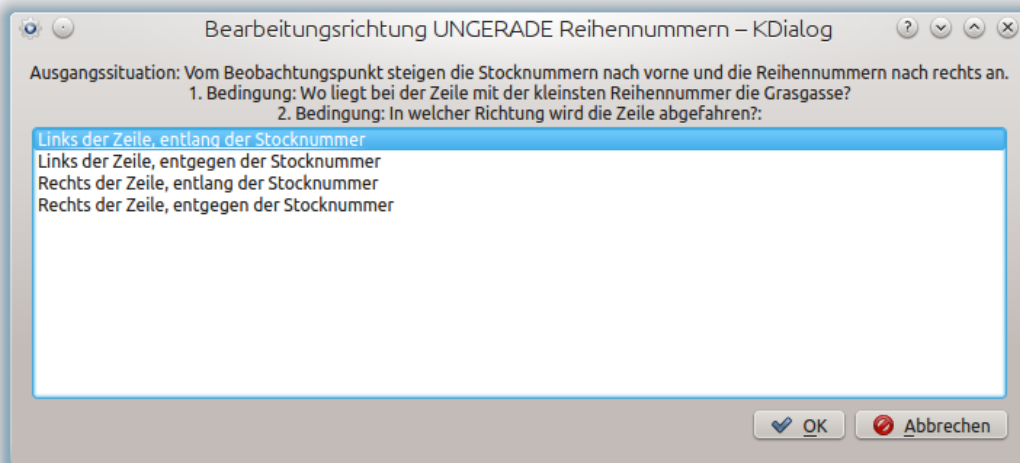 Bearbeitungsrichtung UNGERADE Reihennummern – KDialog
Ausgangssituation: Vom Beobachtungspunkt steigen die Stocknummern nach vorne und die Reihennummern nach rechts an.
1. Bedingung: Wo liegt bei der Zeile mit der kleinsten Reihennummer die Grasgasse?
2. Bedingung: In welcher Richtung wird die Zeile abgefahren?:
Links der Zeile, entlang der Stocknummer
Links der Zeile, entgegen der Stocknummer
Rechts der Zeile, entlang der Stocknummer
Rechts der Zeile, entgegen der Stocknummer
OK Abbrechen